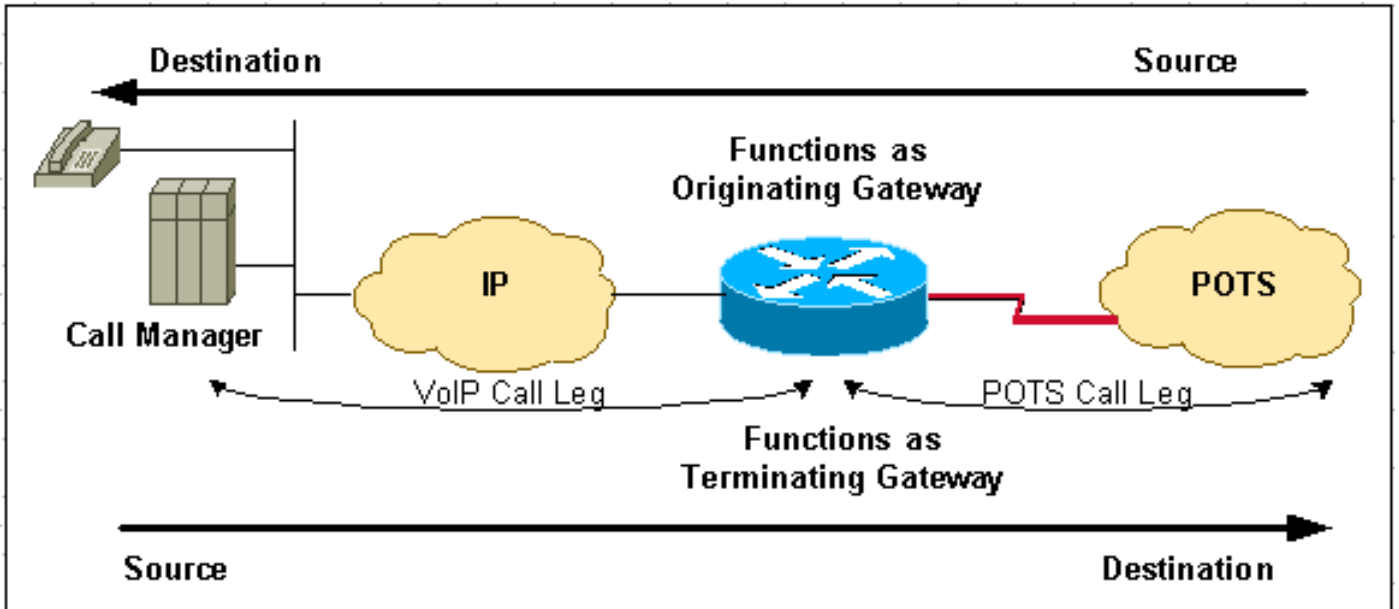 Destination
Source
Functions as
Originating Gateway
IP
POTS
Call Manager
VoIP Call Leg
POTS Call Leg
Functions as
Terminating Gateway
Source
Destination